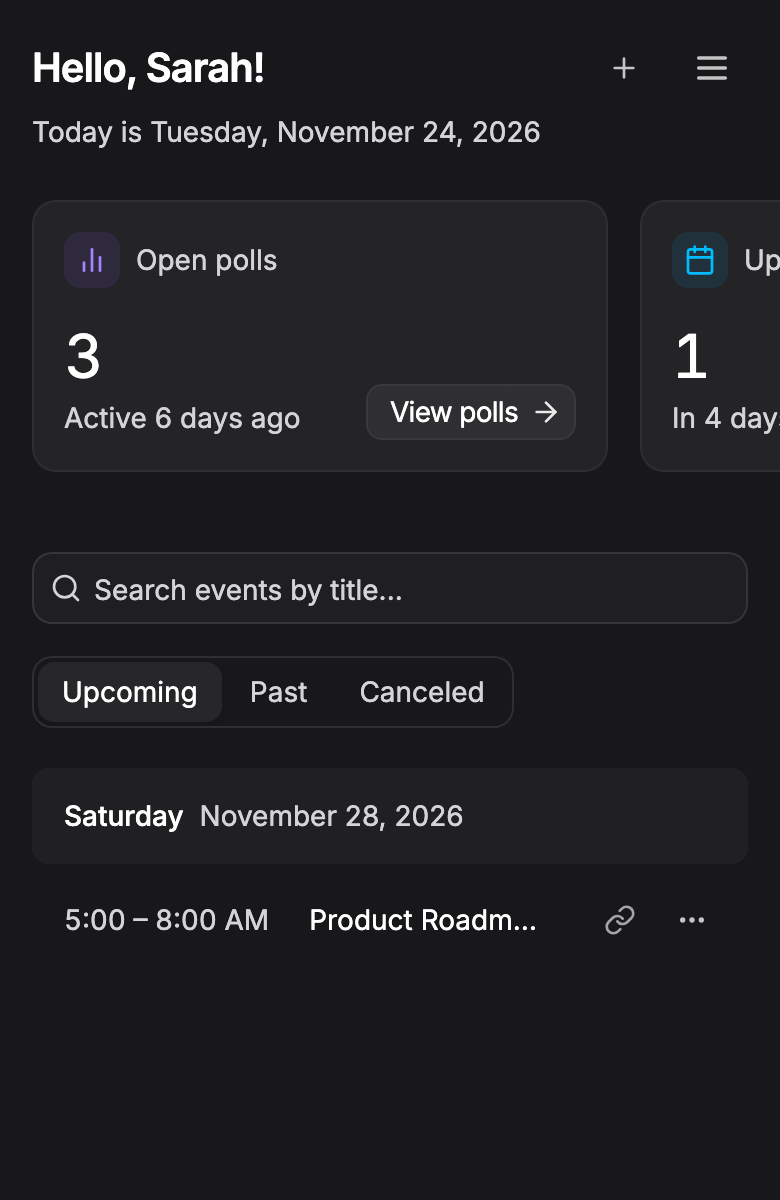 Hello, Sarah!
Today is Tuesday, November 24, 2026
Open polls
3
Active 6 days ago
View polls
Up
1
In 4 day
Search events by title...
Upcoming Past Canceled
Saturday November 28, 2026
5:00 – 8:00 AM Product Roadm...